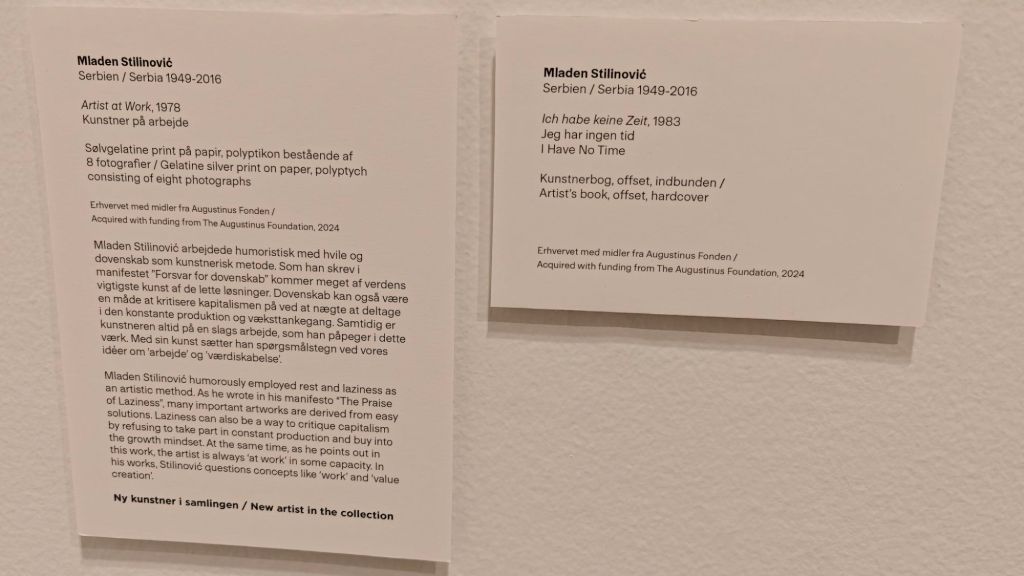 Mladen Stilinović
Serbien / Serbia 1949-2016
Artist at Work, 1978
Kunstner på arbejde
Sølvgelatine print på papir, polyptikon bestående af
8 fotografier / Gelatine silver print on paper, polyptych
consisting of eight photographs
Erhvervet med midler fra Augustinus Fonden /
Acquired with funding from The Augustinus Foundation, 2024
Mladen Stilinović arbejdede humoristisk med hvile og
dovenskab som kunstnerisk metode. Som han skrev i
manifestet "Forsvar for dovenskab" kommer meget af verdens
vigtigste kunst af de lette løsninger. Dovenskab kan også være
en måde at kritisere kapitalismen på ved at nægte at deltage
i den konstante produktion og væksttankegang. Samtidig er
kunstneren altid på en slags arbejde, som han påpeger i dette
værk. Med sin kunst sætter han spørgsmålstegn ved vores
idéer om 'arbejde' og 'værdiskabelse'.
Mladen Stilinović humorously employed rest and laziness as
an artistic method. As he wrote in his manifesto "The Praise
of Laziness", many important artworks are derived from easy
solutions. Laziness can also be a way to critique capitalism
by refusing to take part in constant production and buy into
the growth mindset. At the same time, as he points out in
this work, the artist is always 'at work' in some capacity. In
his works, Stilinović questions concepts like 'work' and 'value
creation'.
Ny kunstner i samlingen / New artist in the collection
Mladen Stilinović
Serbien / Serbia 1949-2016
Ich habe keine Zeit, 1983
Jeg har ingen tid
I Have No Time
Kunstnerbog, offset, indbunden /
Artist's book, offset, hardcover
Erhvervet med midler fra Augustinus Fonden /
Acquired with funding from The Augustinus Foundation, 2024